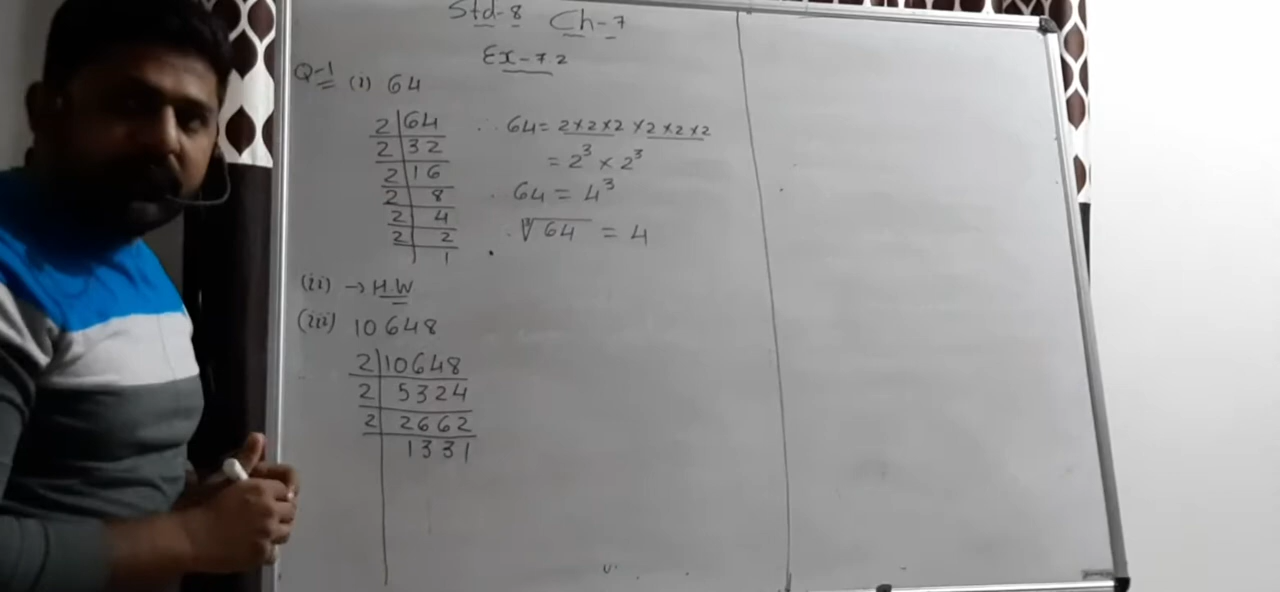 Std-8 Ch-7
Ex-7.2
Q-1 (i) 64
2 | 64
2 | 32
2 | 16
2 | 8
2 | 4
2 | 2
1
∴ 64 = 2×2×2 × 2×2×2
= 2³ × 2³
64 = 4³
∛64 = 4
(ii) → H.W
(iii) 10648
2 | 10648
2 | 5324
2 | 2662
1331